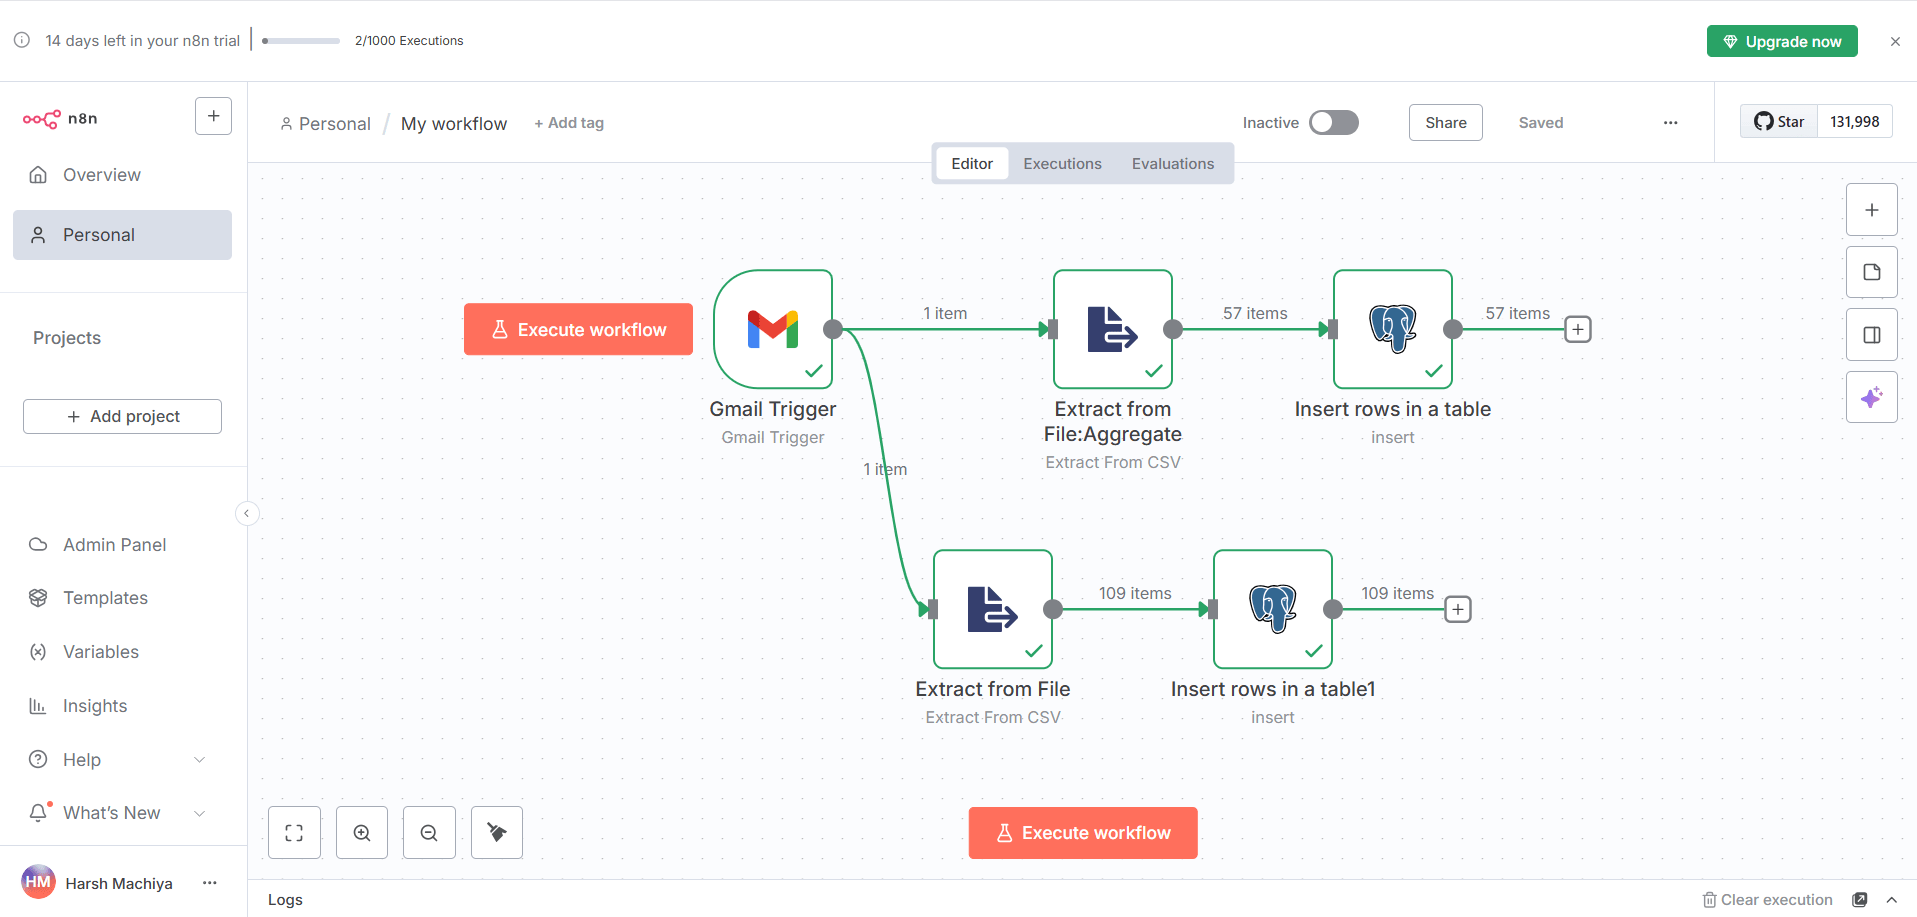 14 days left in your n8n trial
2/1000 Executions
Upgrade now
n8n
Personal / My workflow
+ Add tag
Inactive
Share
Saved
Star
131,998
Editor
Executions
Evaluations
Overview
Personal
Projects
+ Add project
Admin Panel
Templates
Variables
Insights
Help
What's New
HM
Harsh Machiya
Execute workflow
1 item
57 items
57 items
Gmail Trigger
Gmail Trigger
Extract from
File:Aggregate
Extract From CSV
Insert rows in a table
insert
1 item
109 items
109 items
Extract from File
Extract From CSV
Insert rows in a table1
insert
Execute workflow
Logs
Clear execution